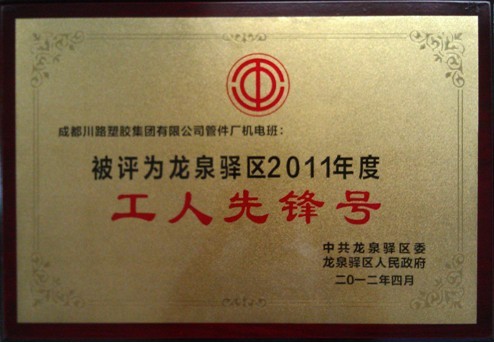 成都川路塑胶集团有限公司管件厂机电班：
被评为龙泉驿区2011年度
工人先锋号
中共龙泉驿区委
龙泉驿区人民政府
二〇一二年四月